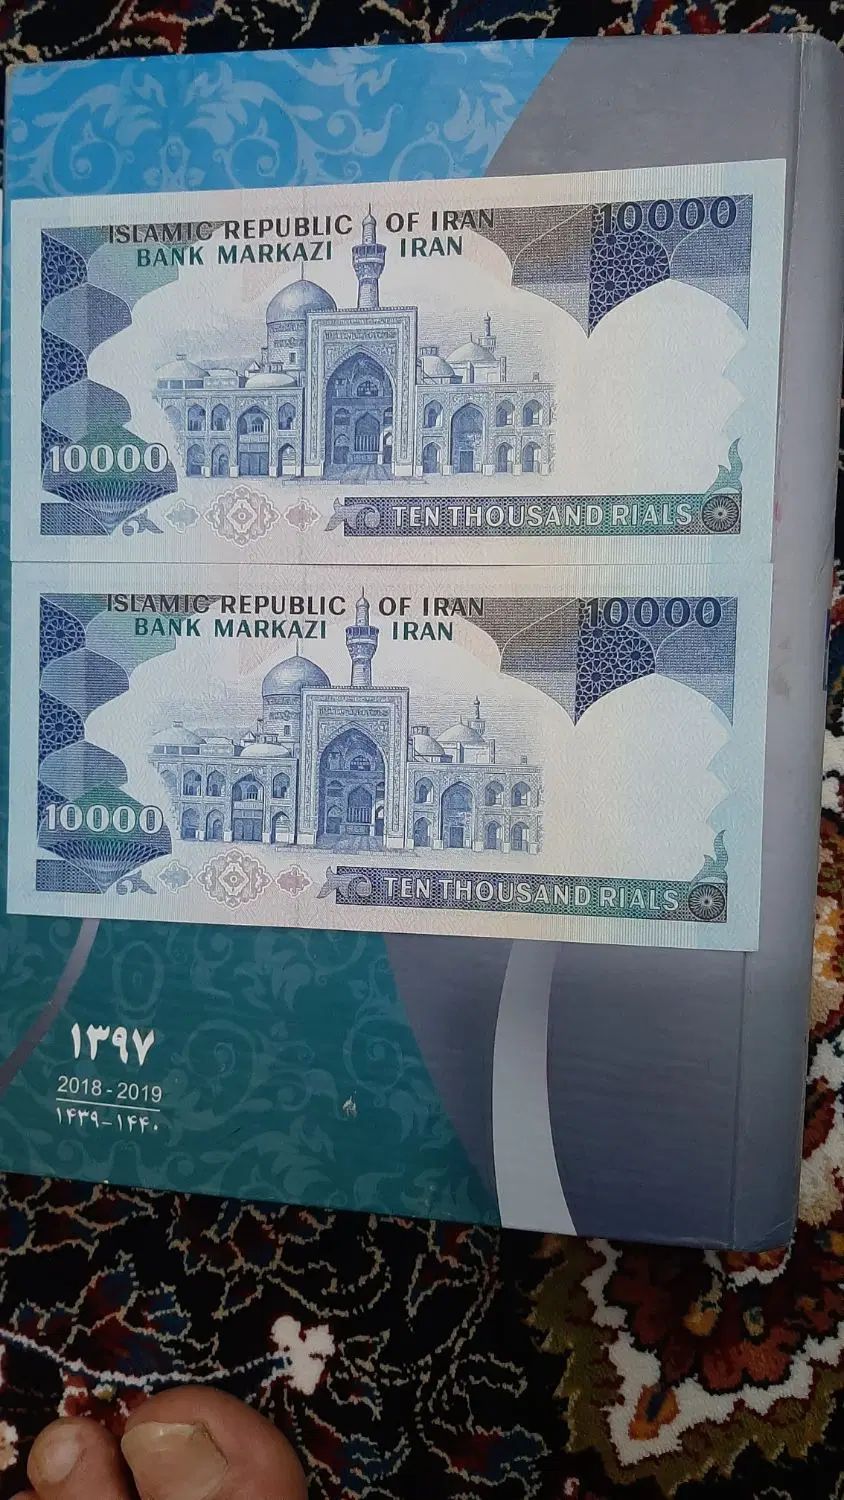 ISLAMIC REPUBLIC OF IRAN 10000
BANK MARKAZI IRAN
10000
TEN THOUSAND RIALS
ISLAMIC REPUBLIC OF IRAN 10000
BANK MARKAZI IRAN
10000
TEN THOUSAND RIALS
۱۳۹۷
2018-2019
۱۴۳۹-۱۴۴۰